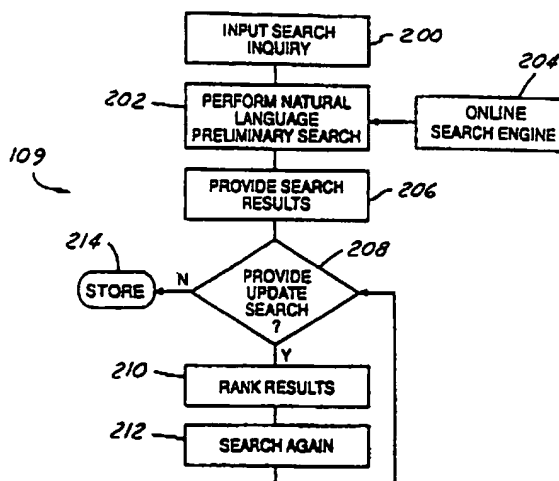 INPUT SEARCH
INQUIRY
200
204
202
PERFORM NATURAL
LANGUAGE
PRELIMINARY SEARCH
ONLINE
SEARCH ENGINE
109
PROVIDE SEARCH
RESULTS
206
214
208
STORE
N
PROVIDE
UPDATE
SEARCH
?
Y
210
RANK RESULTS
212
SEARCH AGAIN